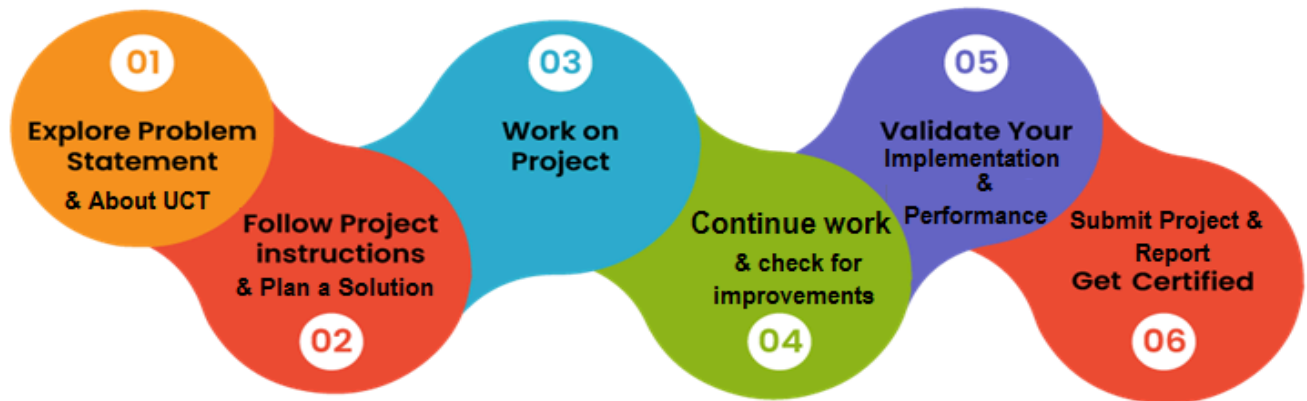 01
Explore Problem
Statement
& About UCT
Follow Project
instructions
& Plan a Solution
02
03
Work on
Project
Continue work
& check for
improvements
04
05
Validate Your
Implementation
&
Performance
Submit Project &
Report
Get Certified
06